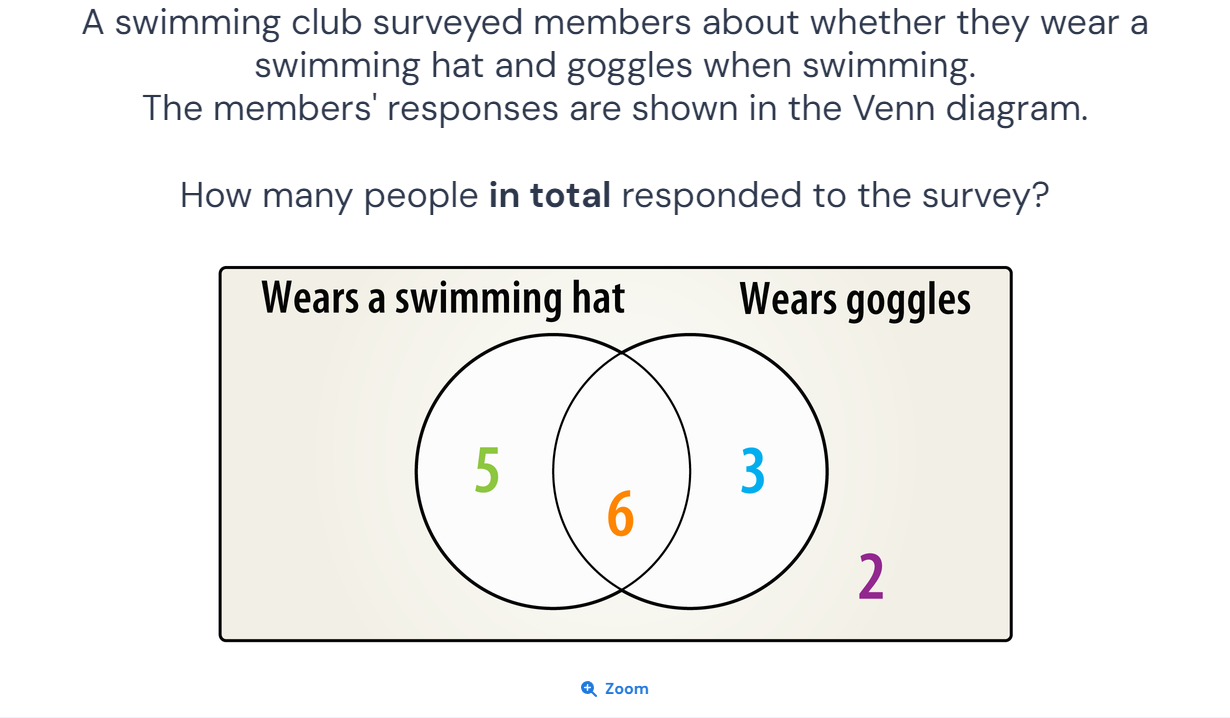 A swimming club surveyed members about whether they wear a
swimming hat and goggles when swimming.
The members' responses are shown in the Venn diagram.
How many people in total responded to the survey?
Wears a swimming hat
Wears goggles
5
6
3
2
Zoom